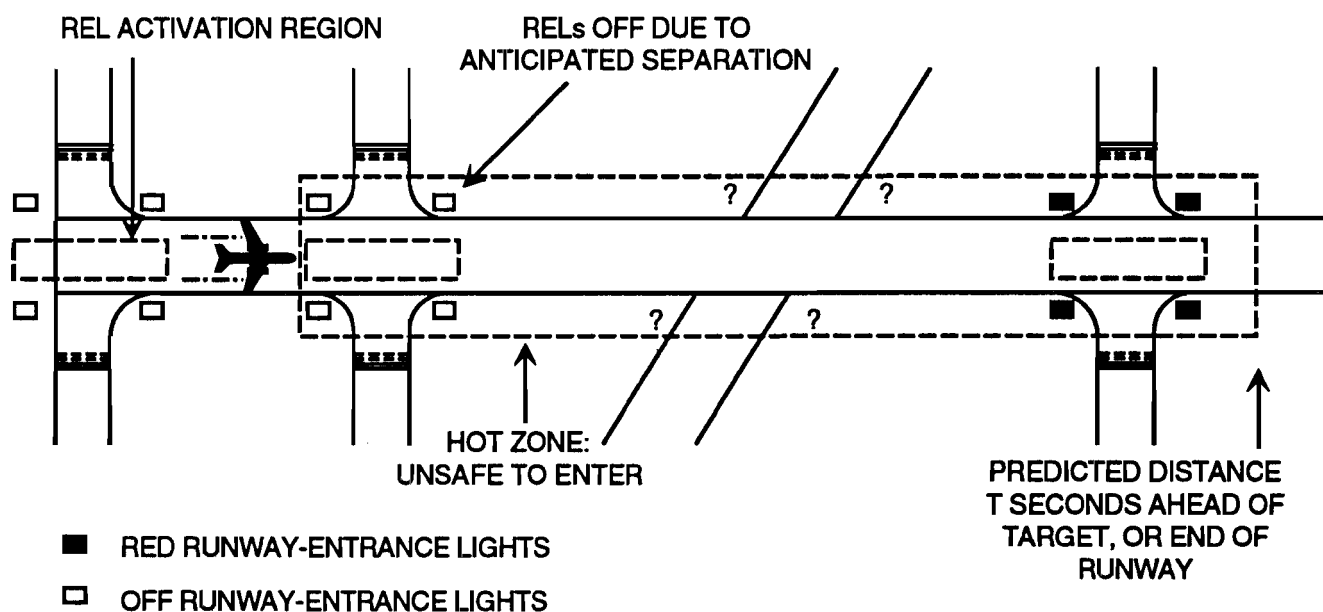 REL ACTIVATION REGION
RELs OFF DUE TO
ANTICIPATED SEPARATION
?
?
?
?
HOT ZONE:
UNSAFE TO ENTER
PREDICTED DISTANCE
T SECONDS AHEAD OF
TARGET, OR END OF
RUNWAY
RED RUNWAY-ENTRANCE LIGHTS
OFF RUNWAY-ENTRANCE LIGHTS